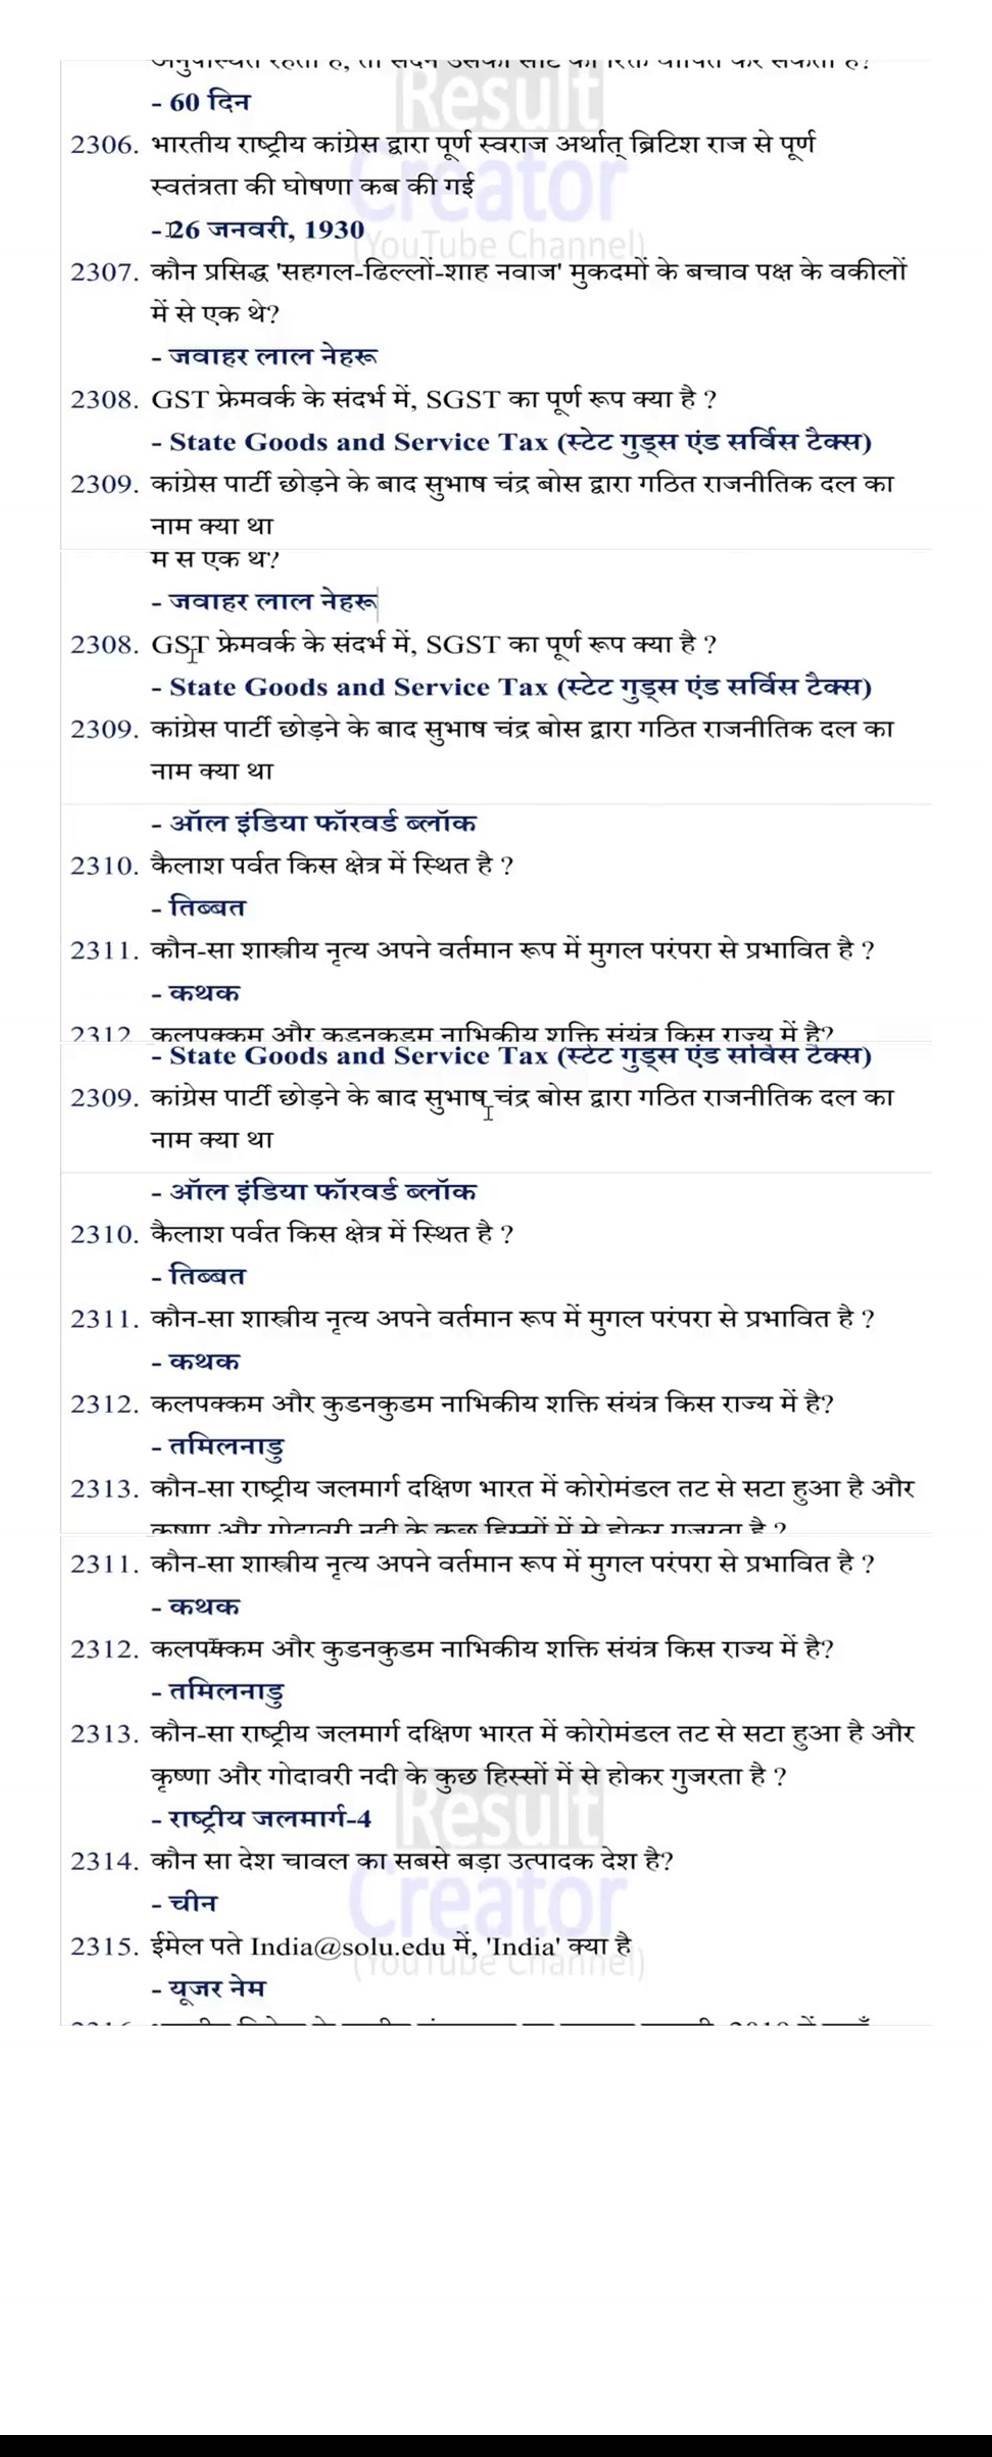 अनुपस्थित रहता है, तो सदन उसकी सीट को रिक्त घोषित कर सकता है?
- 60 दिन
Result
2306. भारतीय राष्ट्रीय कांग्रेस द्वारा पूर्ण स्वराज अर्थात् ब्रिटिश राज से पूर्ण
स्वतंत्रता की घोषणा कब की गई
Creator
- 26 जनवरी, 1930
(YouTube Channel)
2307. कौन प्रसिद्ध 'सहगल-ढिल्लों-शाह नवाज' मुकदमों के बचाव पक्ष के वकीलों
में से एक थे?
- जवाहर लाल नेहरू
2308. GST फ्रेमवर्क के संदर्भ में, SGST का पूर्ण रूप क्या है ?
- State Goods and Service Tax (स्टेट गुड्स एंड सर्विस टैक्स)
2309. कांग्रेस पार्टी छोड़ने के बाद सुभाष चंद्र बोस द्वारा गठित राजनीतिक दल का
नाम क्या था
में से एक थे?
- जवाहर लाल नेहरू
2308. GST फ्रेमवर्क के संदर्भ में, SGST का पूर्ण रूप क्या है ?
- State Goods and Service Tax (स्टेट गुड्स एंड सर्विस टैक्स)
2309. कांग्रेस पार्टी छोड़ने के बाद सुभाष चंद्र बोस द्वारा गठित राजनीतिक दल का
नाम क्या था
- ऑल इंडिया फॉरवर्ड ब्लॉक
2310. कैलाश पर्वत किस क्षेत्र में स्थित है ?
- तिब्बत
2311. कौन-सा शास्त्रीय नृत्य अपने वर्तमान रूप में मुगल परंपरा से प्रभावित है ?
- कथक
2312. कलपक्कम और कुडनकुडम नाभिकीय शक्ति संयंत्र किस राज्य में है?
- State Goods and Service Tax (स्टेट गुड्स एंड सर्विस टैक्स)
2309. कांग्रेस पार्टी छोड़ने के बाद सुभाष चंद्र बोस द्वारा गठित राजनीतिक दल का
नाम क्या था
- ऑल इंडिया फॉरवर्ड ब्लॉक
2310. कैलाश पर्वत किस क्षेत्र में स्थित है ?
- तिब्बत
2311. कौन-सा शास्त्रीय नृत्य अपने वर्तमान रूप में मुगल परंपरा से प्रभावित है ?
- कथक
2312. कलपक्कम और कुडनकुडम नाभिकीय शक्ति संयंत्र किस राज्य में है?
- तमिलनाडु
2313. कौन-सा राष्ट्रीय जलमार्ग दक्षिण भारत में कोरोमंडल तट से सटा हुआ है और
कृष्णा और गोदावरी नदी के कुछ हिस्सों में से होकर गुजरता है ?
2311. कौन-सा शास्त्रीय नृत्य अपने वर्तमान रूप में मुगल परंपरा से प्रभावित है ?
- कथक
2312. कलपक्कम और कुडनकुडम नाभिकीय शक्ति संयंत्र किस राज्य में है?
- तमिलनाडु
2313. कौन-सा राष्ट्रीय जलमार्ग दक्षिण भारत में कोरोमंडल तट से सटा हुआ है और
कृष्णा और गोदावरी नदी के कुछ हिस्सों में से होकर गुजरता है ?
Result
- राष्ट्रीय जलमार्ग-4
2314. कौन सा देश चावल का सबसे बड़ा उत्पादक देश है?
Creator
- चीन
2315. ईमेल पते India@solu.edu में, 'India' क्या है
(YouTube Channel)
- यूजर नेम